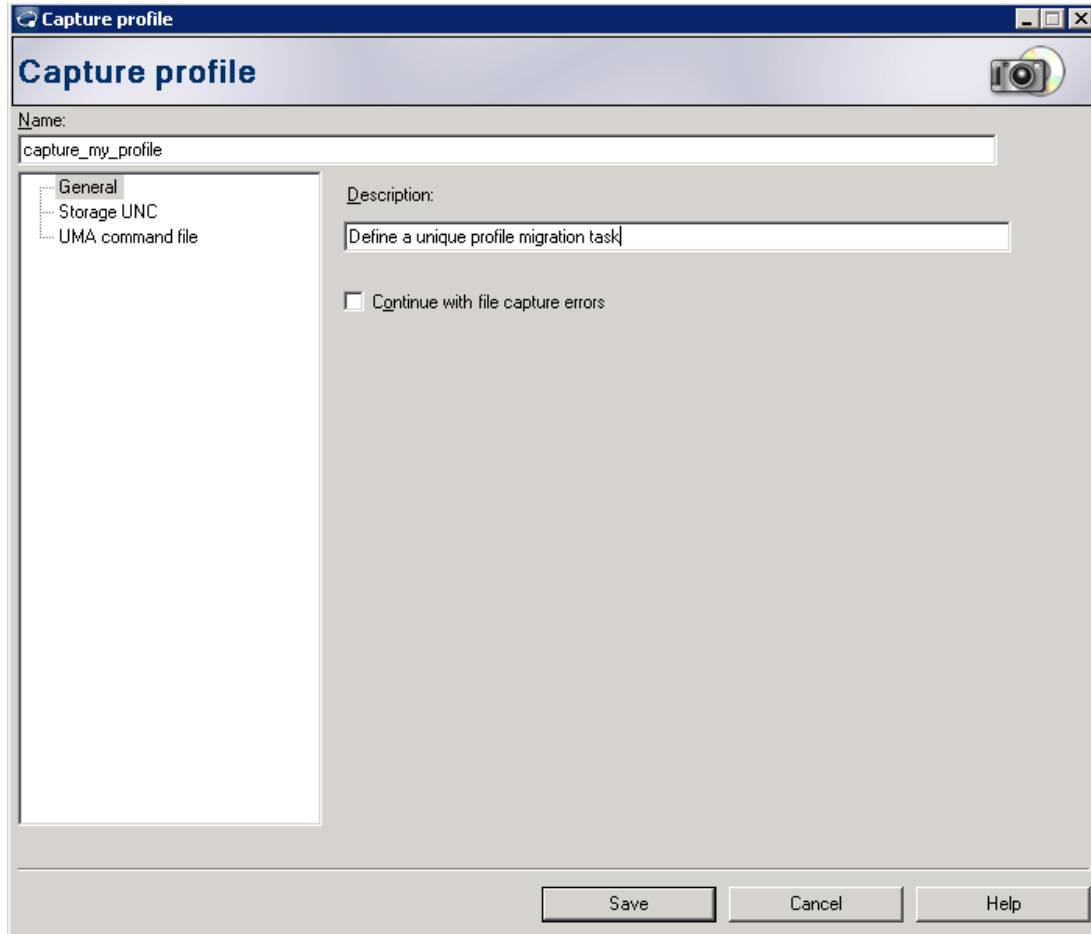 Capture profile
Capture profile
Name:
capture_my_profile
General
Storage UNC
UMA command file
Description:
Define a unique profile migration task
Continue with file capture errors
Save
Cancel
Help